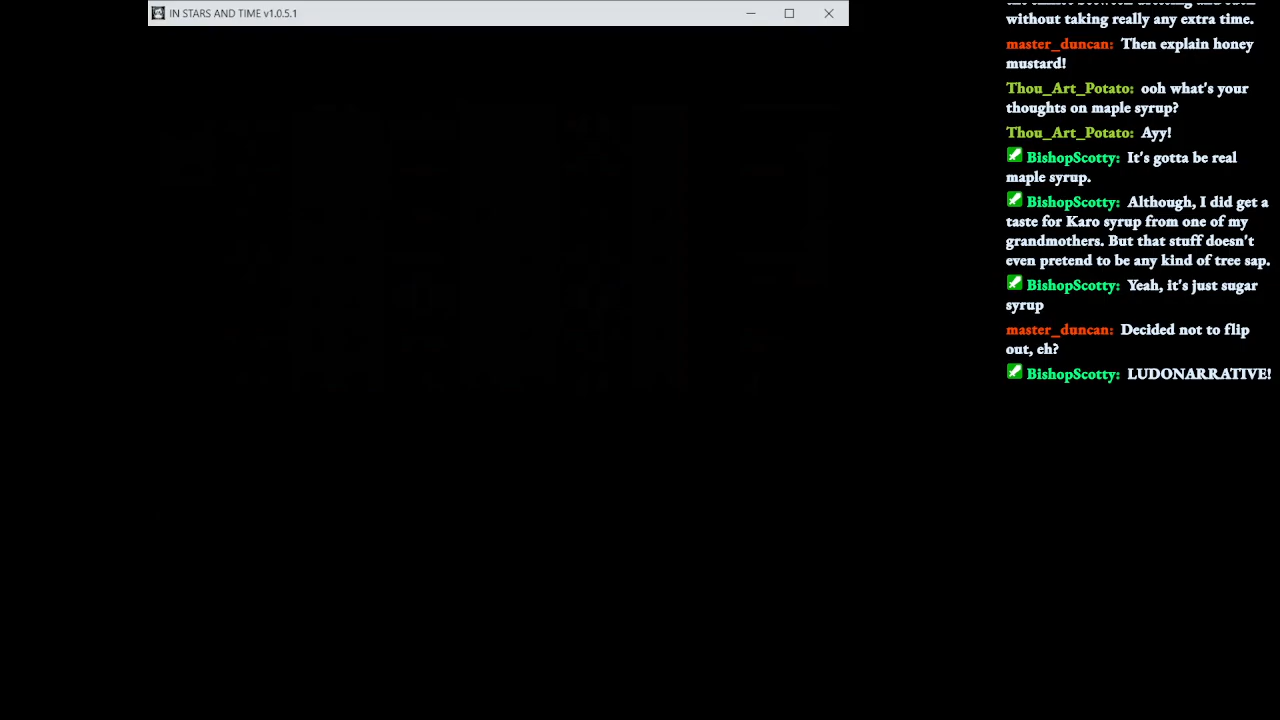 IN STARS AND TIME v1.0.5.1
without taking really any extra time.
master_duncan: Then explain honey
mustard!
Thou_Art_Potato: ooh what's your
thoughts on maple syrup?
Thou_Art_Potato: Ayy!
BishopScotty: It's gotta be real
maple syrup.
BishopScotty: Although, I did get a
taste for Karo syrup from one of my
grandmothers. But that stuff doesn't
even pretend to be any kind of tree sap.
BishopScotty: Yeah, it's just sugar
syrup
master_duncan: Decided not to flip
out, eh?
BishopScotty: LUDONARRATIVE!